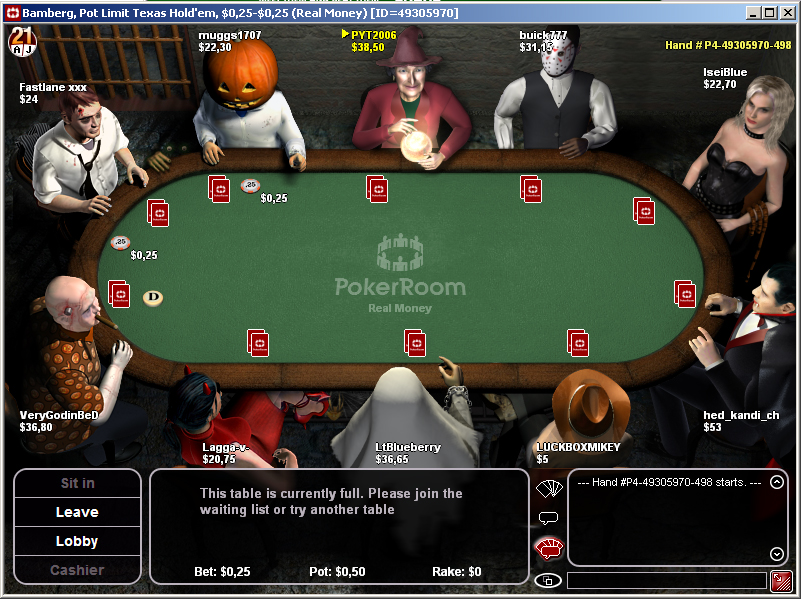 Bamberg, Pot Limit Texas Hold'em, $0,25-$0,25 (Real Money) [ID=49305970]
21
A J
muggs1707
$22,30
PYT2006
$38,50
buick777
Hand # P4-49305970-498
IseiBlue
$22,70
Fastlane xxx
$24
.25
$0,25
.25
$0,25
D
PokerRoom
Real Money
VeryGodinBeD
$36,80
hed_kandi_ch
$53
Lagga-v-
$20,75
LtBlueberry
$36,65
LUCKBOXMIKEY
$5
Sit in
Leave
Lobby
Cashier
This table is currently full. Please join the
waiting list or try another table
Bet: $0,25
Pot: $0,50
Rake: $0
--- Hand #P4-49305970-498 starts. ---